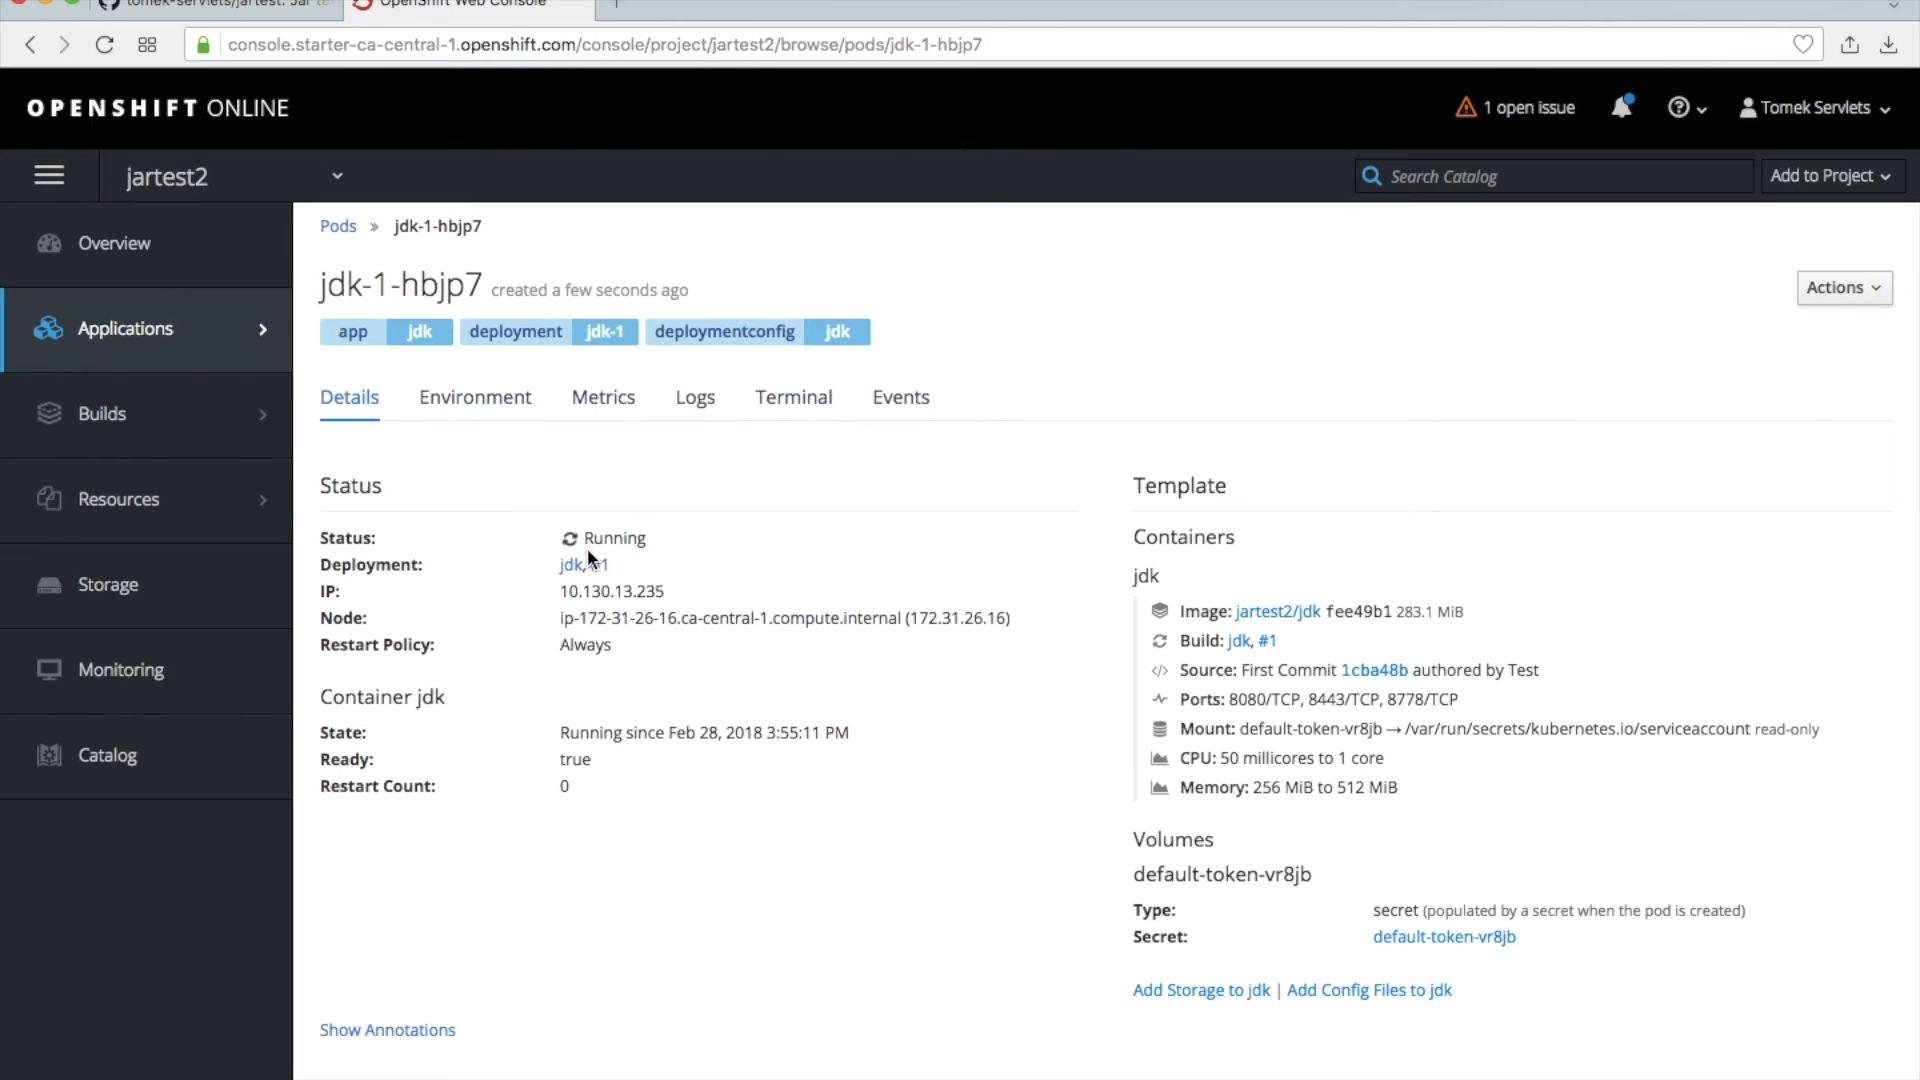 tomek-servlets/jartest: Jar te
OpenShift Web Console
console.starter-ca-central-1.openshift.com/console/project/jartest2/browse/pods/jdk-1-hbjp7
OPENSHIFT ONLINE
1 open issue
Tomek Servlets
jartest2
Search Catalog
Add to Project
Overview
Applications
Builds
Resources
Storage
Monitoring
Catalog
Pods » jdk-1-hbjp7
jdk-1-hbjp7 created a few seconds ago
Actions
app jdk deployment jdk-1 deploymentconfig jdk
Details Environment Metrics Logs Terminal Events
Status
Status: Running
Deployment: jdk, #1
IP: 10.130.13.235
Node: ip-172-31-26-16.ca-central-1.compute.internal (172.31.26.16)
Restart Policy: Always
Container jdk
State: Running since Feb 28, 2018 3:55:11 PM
Ready: true
Restart Count: 0
Show Annotations
Template
Containers
jdk
Image: jartest2/jdk fee49b1 283.1 MiB
Build: jdk, #1
</> Source: First Commit 1cba48b authored by Test
Ports: 8080/TCP, 8443/TCP, 8778/TCP
Mount: default-token-vr8jb → /var/run/secrets/kubernetes.io/serviceaccount read-only
CPU: 50 millicores to 1 core
Memory: 256 MiB to 512 MiB
Volumes
default-token-vr8jb
Type: secret (populated by a secret when the pod is created)
Secret: default-token-vr8jb
Add Storage to jdk | Add Config Files to jdk